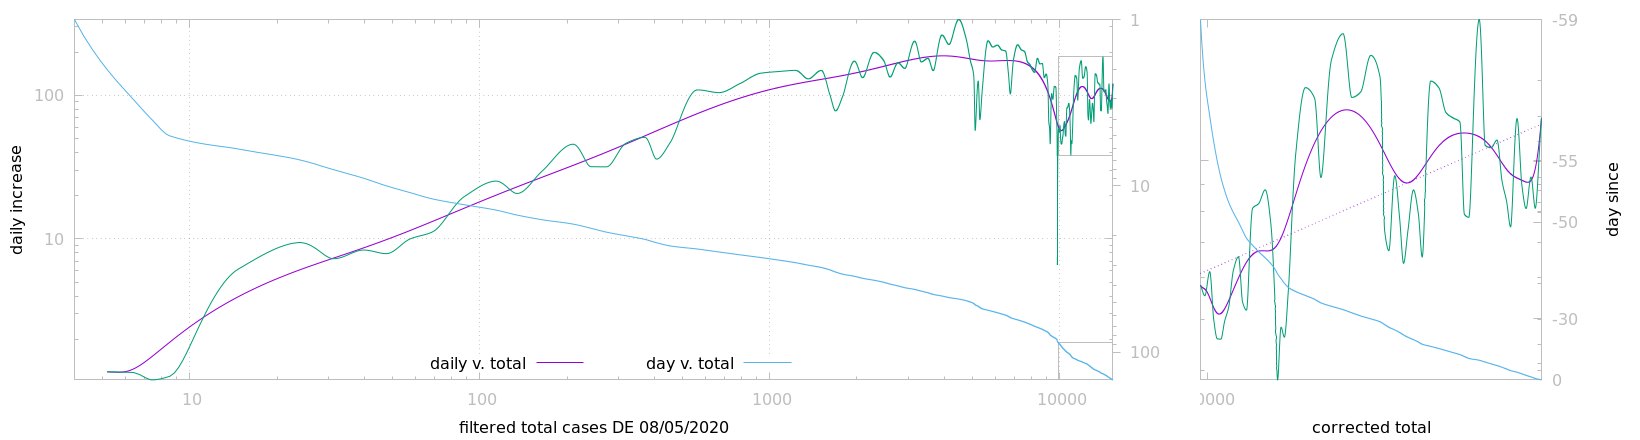 daily increase
100
10
daily v. total
day v. total
10
100
1000
10000
filtered total cases DE 08/05/2020
1
10
100
0000
corrected total
-59
-55
-50
-30
0
day since